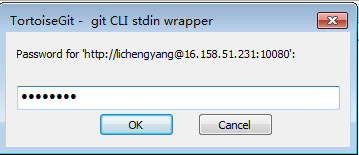 TortoiseGit - git CLI stdin wrapper
Password for 'http://lichengyang@16.158.51.231:10080':
●●●●●●●●
OK
Cancel